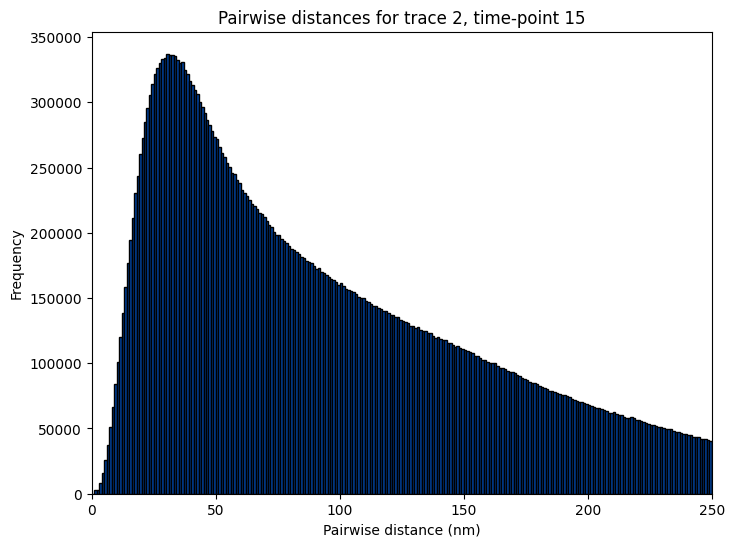 Pairwise distances for trace 2, time-point 15
350000
300000
250000
200000
150000
100000
50000
0
Frequency
0 50 100 150 200 250
Pairwise distance (nm)